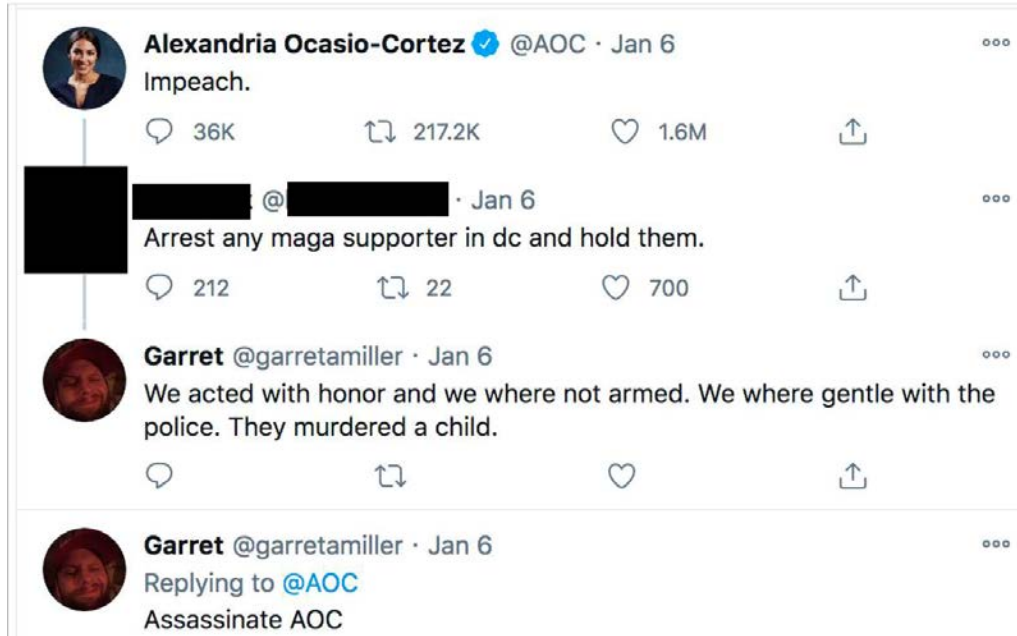 Alexandria Ocasio-Cortez @AOC · Jan 6
Impeach.
36K 217.2K 1.6M
@ · Jan 6
Arrest any maga supporter in dc and hold them.
212 22 700
Garret @garretamiller · Jan 6
We acted with honor and we where not armed. We where gentle with the
police. They murdered a child.
Garret @garretamiller · Jan 6
Replying to @AOC
Assassinate AOC